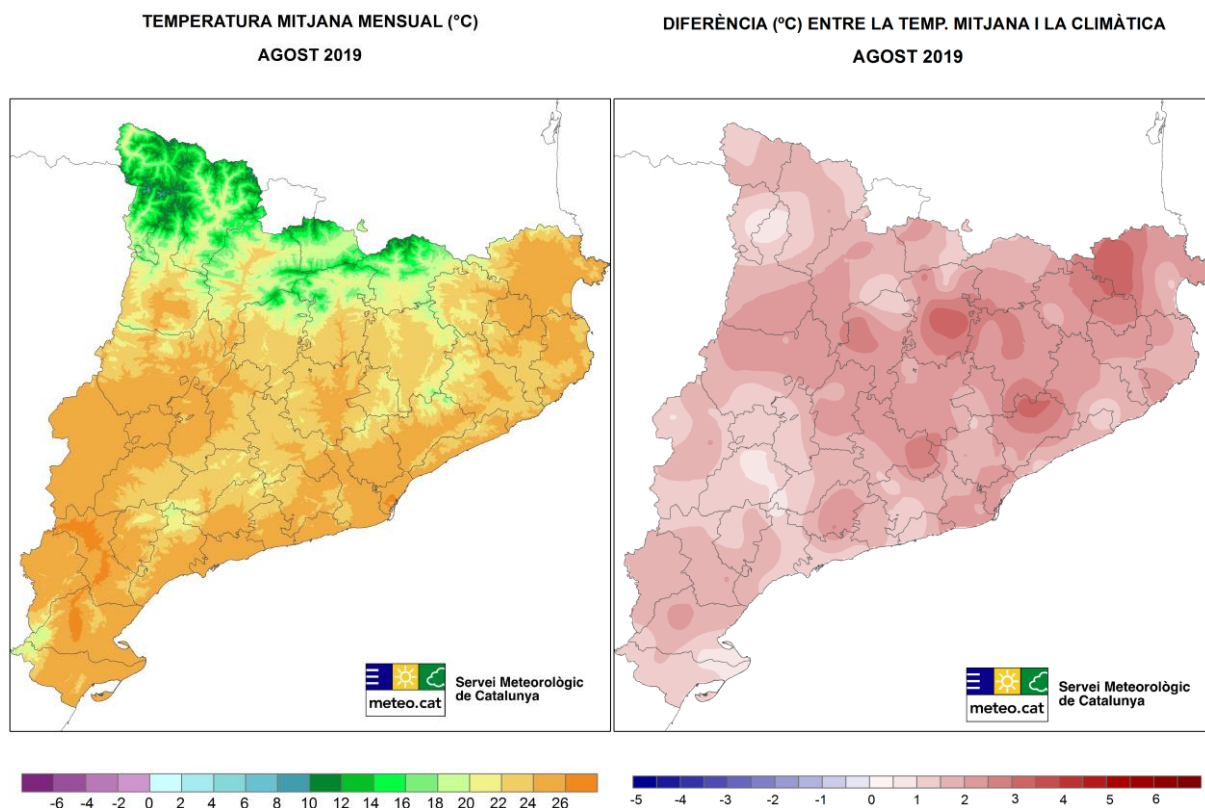 TEMPERATURA MITJANA MENSUAL (°C)
AGOST 2019
DIFERÈNCIA (ºC) ENTRE LA TEMP. MITJANA I LA CLIMÀTICA
AGOST 2019
meteo.cat
Servei Meteorològic
de Catalunya
meteo.cat
Servei Meteorològic
de Catalunya
-6 -4 -2 0 2 4 6 8 10 12 14 16 18 20 22 24 26
-5 -4 -3 -2 -1 0 1 2 3 4 5 6